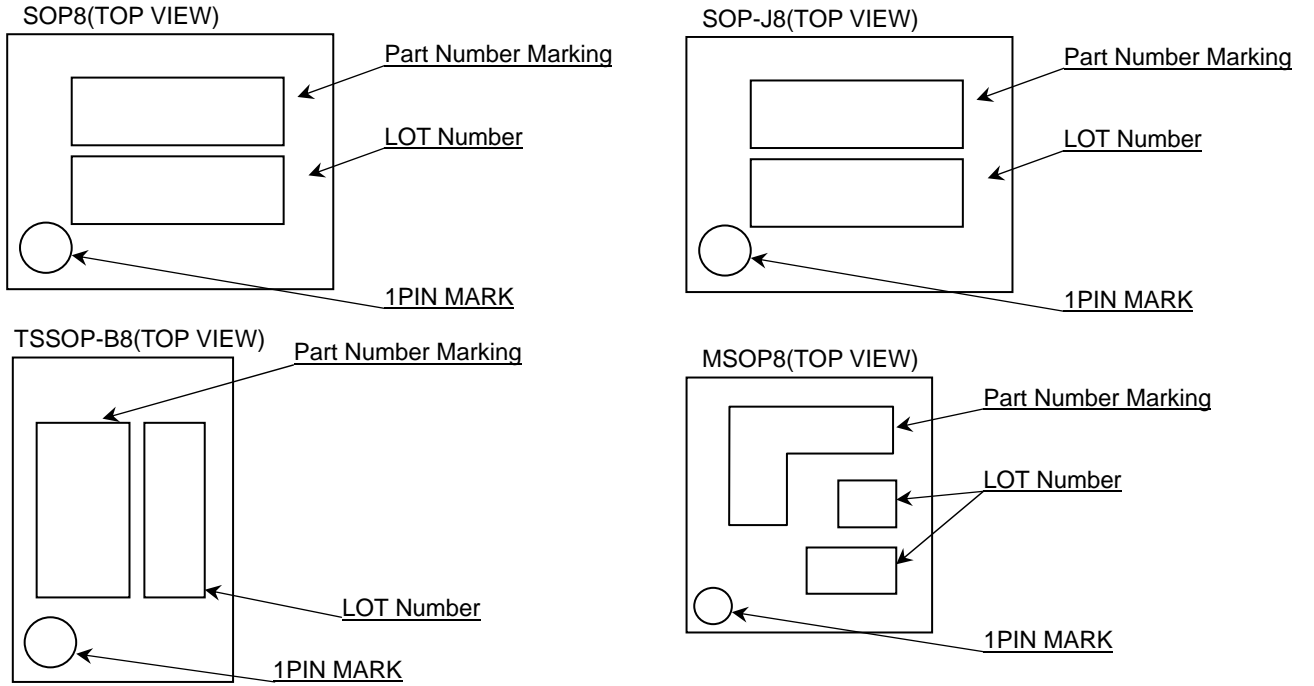 SOP8(TOP VIEW)
Part Number Marking
LOT Number
1PIN MARK
SOP-J8(TOP VIEW)
Part Number Marking
LOT Number
1PIN MARK
TSSOP-B8(TOP VIEW)
Part Number Marking
LOT Number
1PIN MARK
MSOP8(TOP VIEW)
Part Number Marking
LOT Number
1PIN MARK